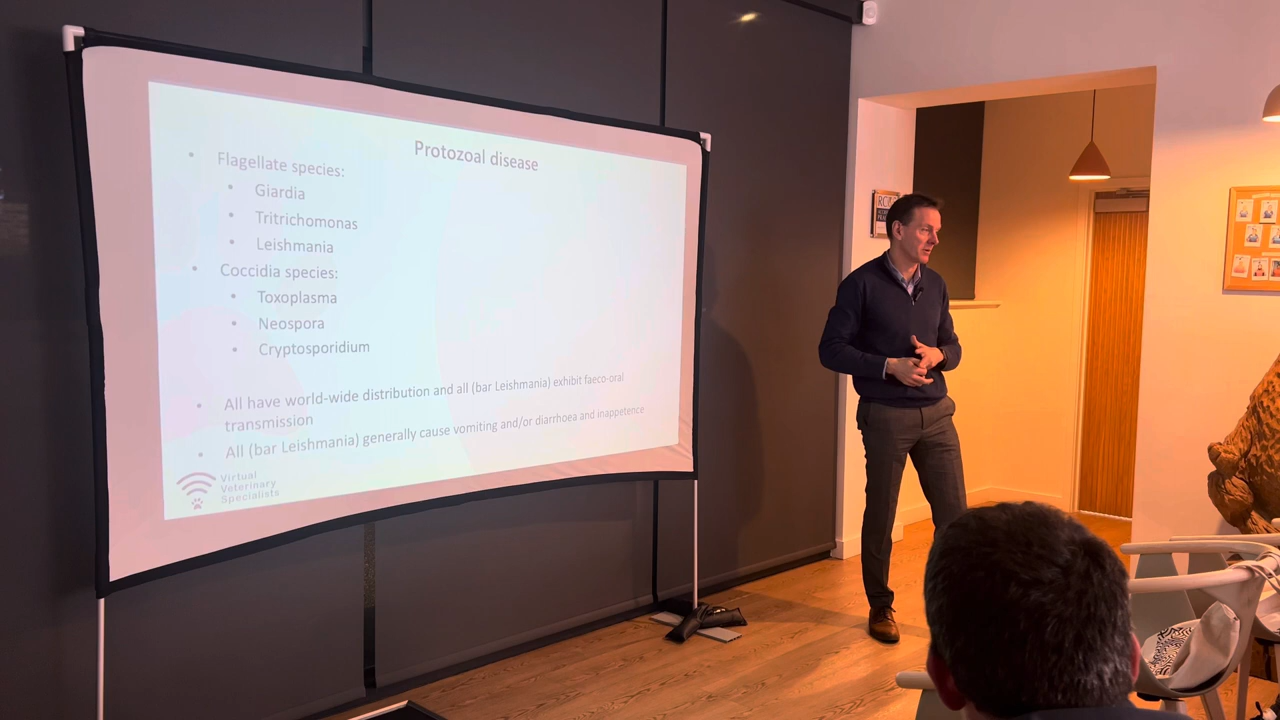 Protozoal disease
• Flagellate species:
• Giardia
• Tritrichomonas
• Leishmania
• Coccidia species:
• Toxoplasma
• Neospora
• Cryptosporidium
• All have world-wide distribution and all (bar Leishmania) exhibit faeco-oral
transmission
• All (bar Leishmania) generally cause vomiting and/or diarrhoea and inappetence
Virtual
Veterinary
Specialists